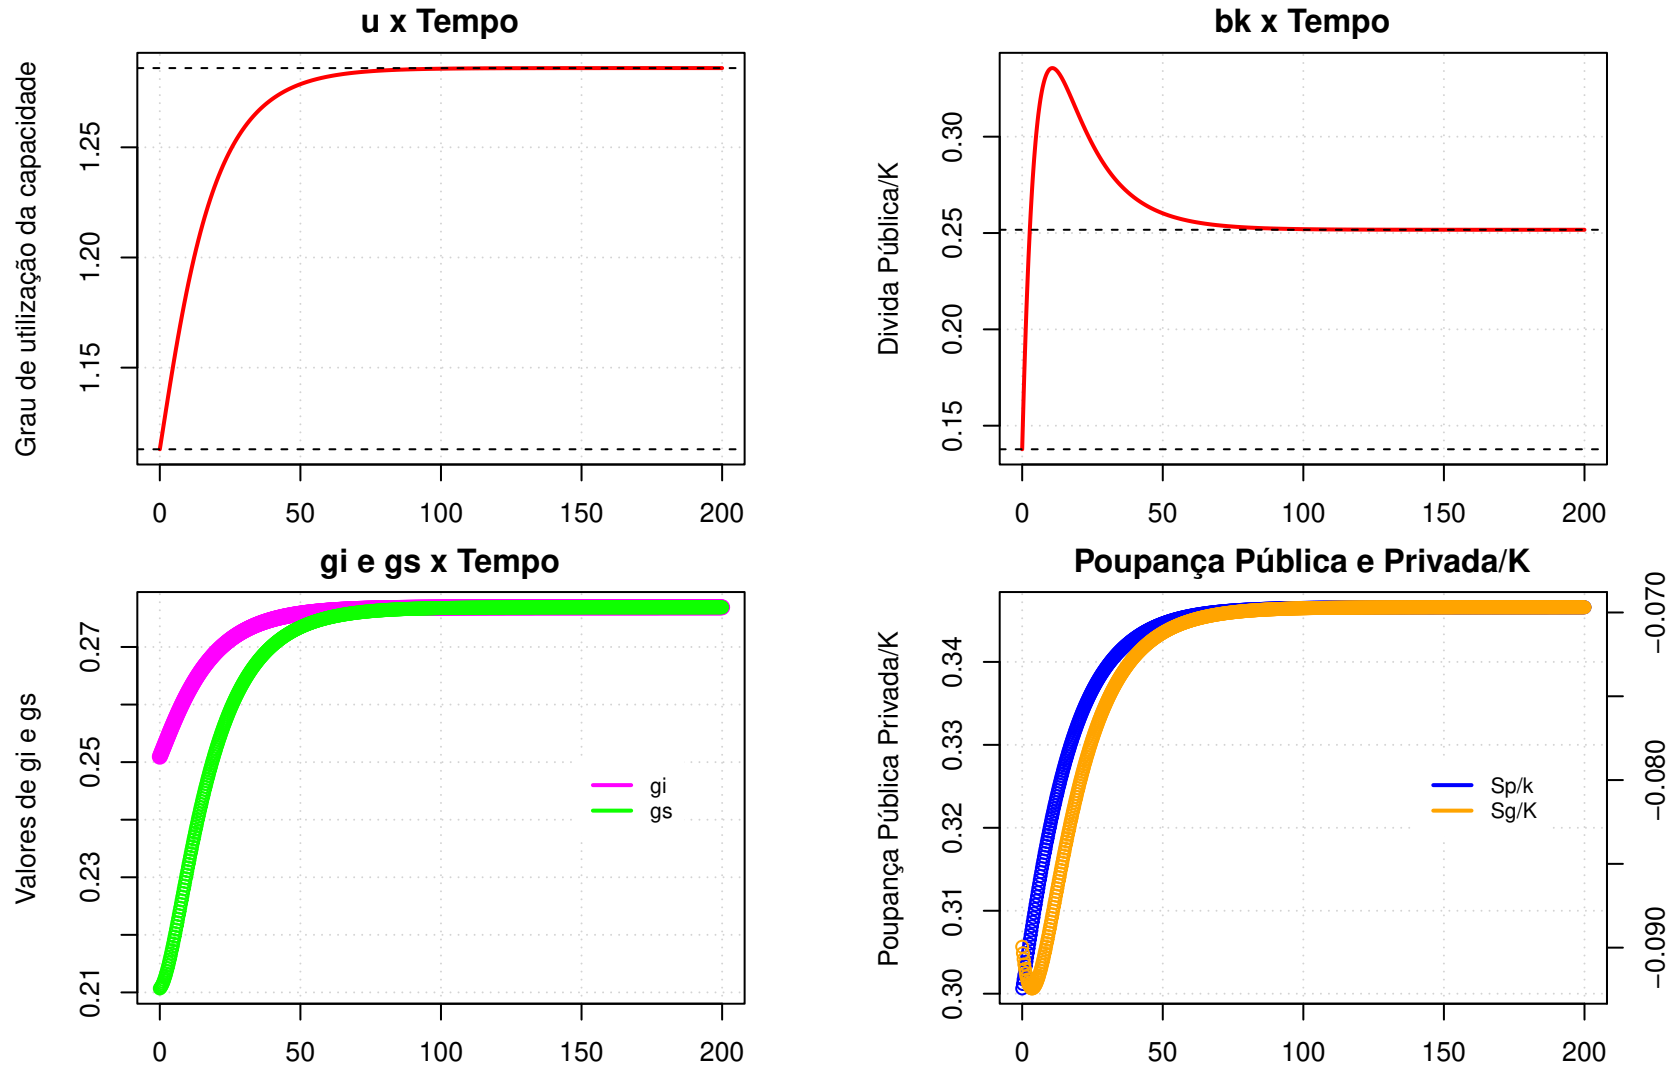 u x Tempo
Grau de utilização da capacidade
1.15 1.20 1.25
0 50 100 150 200
bk x Tempo
Divida Pública/K
0.15 0.20 0.25 0.30
0 50 100 150 200
gi e gs x Tempo
Valores de gi e gs
0.21 0.23 0.25 0.27
gi
gs
0 50 100 150 200
Poupança Pública e Privada/K
Poupança Pública Privada/K
0.30 0.31 0.32 0.33 0.34
Sp/k
Sg/K
−0.090 −0.080 −0.070
0 50 100 150 200